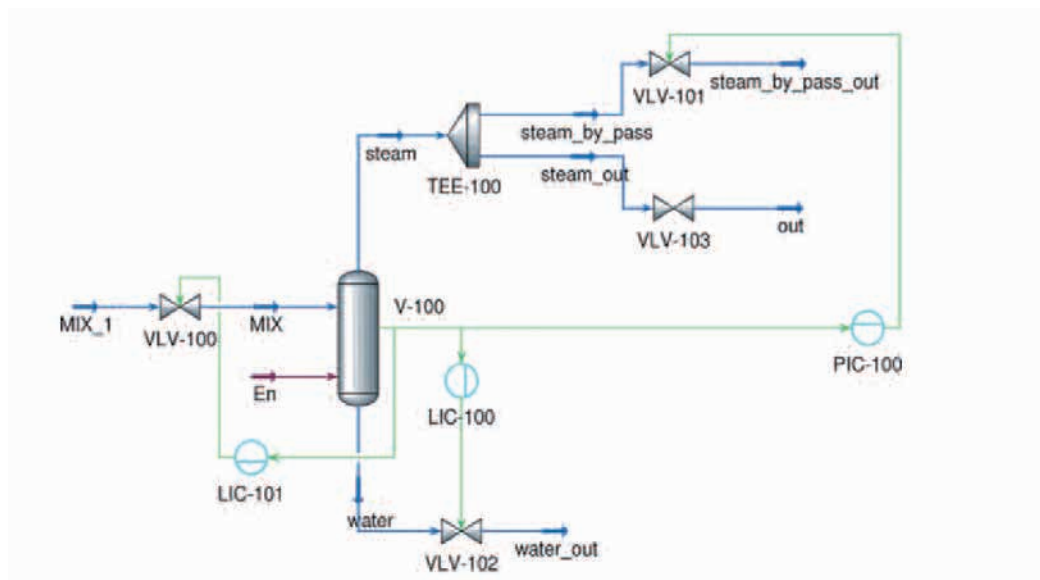 VLV-101
steam_by_pass_out
steam_by_pass
steam
steam_out
TEE-100
out
VLV-103
V-100
MIX_1
MIX
VLV-100
PIC-100
En
LIC-100
LIC-101
water
water_out
VLV-102